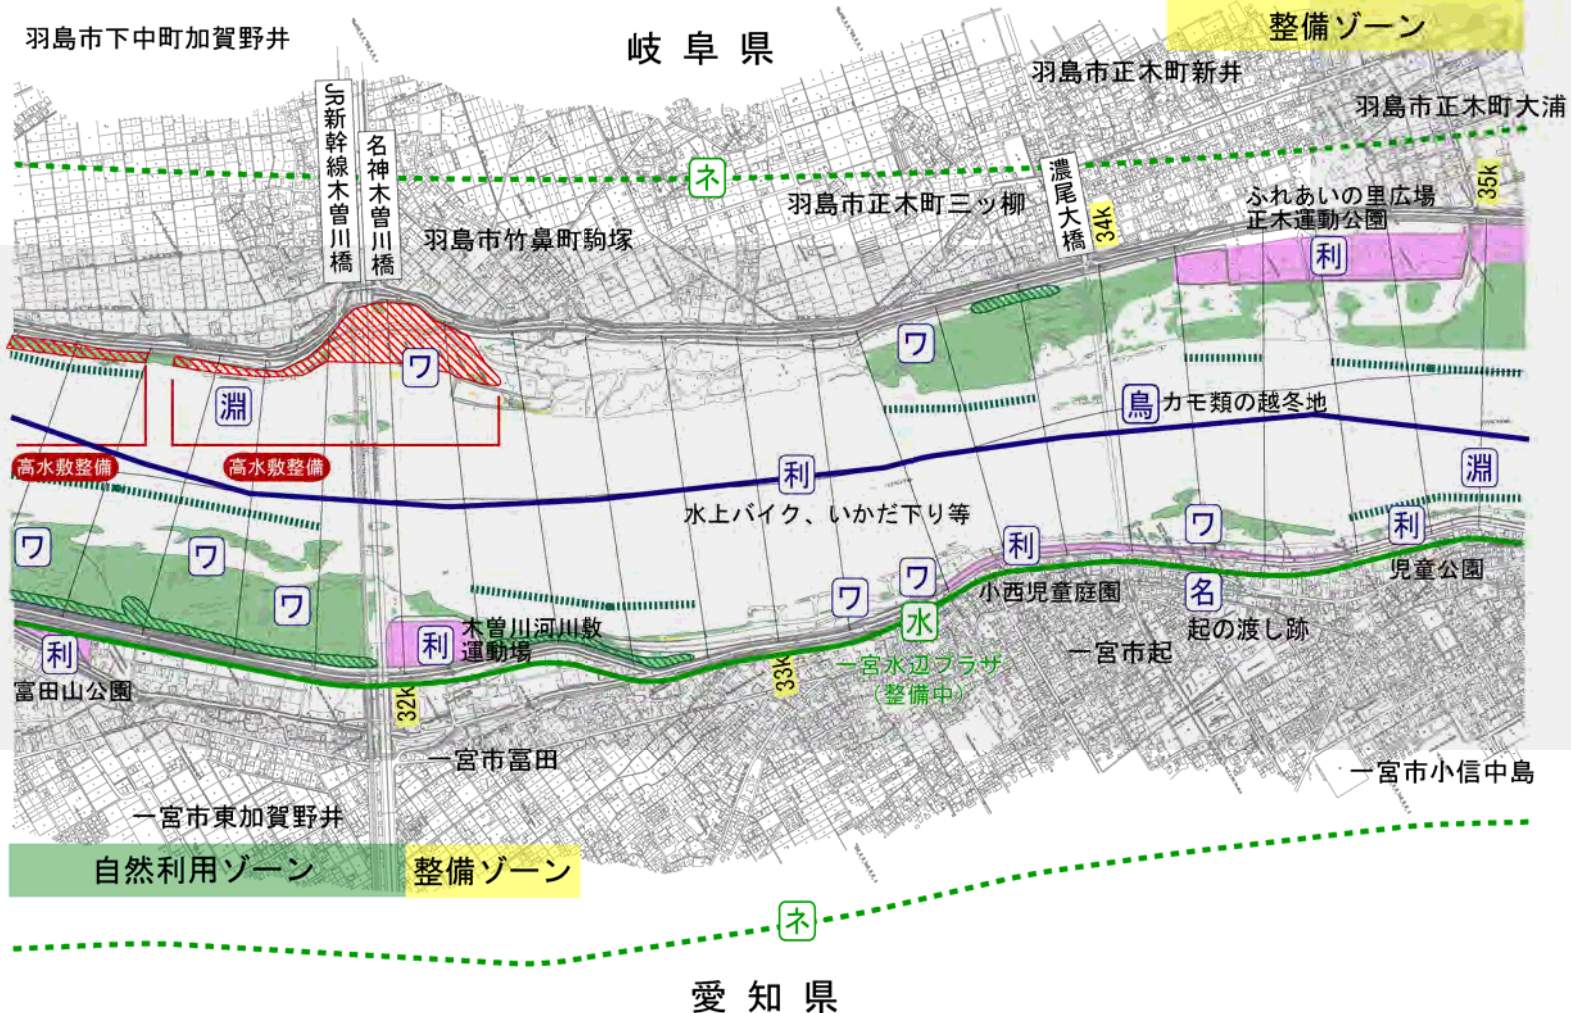 整備ゾーン
羽島市下中町加賀野井
岐阜県
羽島市正木町新井
羽島市正木町大浦
JR新幹線木曽川橋
名神木曽川橋
ネ
濃尾大橋
34k
35k
羽島市正木町三ッ柳
ふれあいの里広場
正木運動公園
羽島市竹鼻町駒塚
利
ワ
ワ
淵
鳥
カモ類の越冬地
高水敷整備
高水敷整備
利
淵
水上バイク、いかだ下り等
ワ
利
利
ワ
ワ
ワ
ワ
ワ
児童公園
小西児童庭園
名
水
起の渡し跡
木曽川河川敷
運動場
利
利
一宮市起
一宮水辺プラザ
(整備中)
33k
富田山公園
32k
一宮市冨田
一宮市小信中島
一宮市東加賀野井
自然利用ゾーン
整備ゾーン
ネ
愛知県